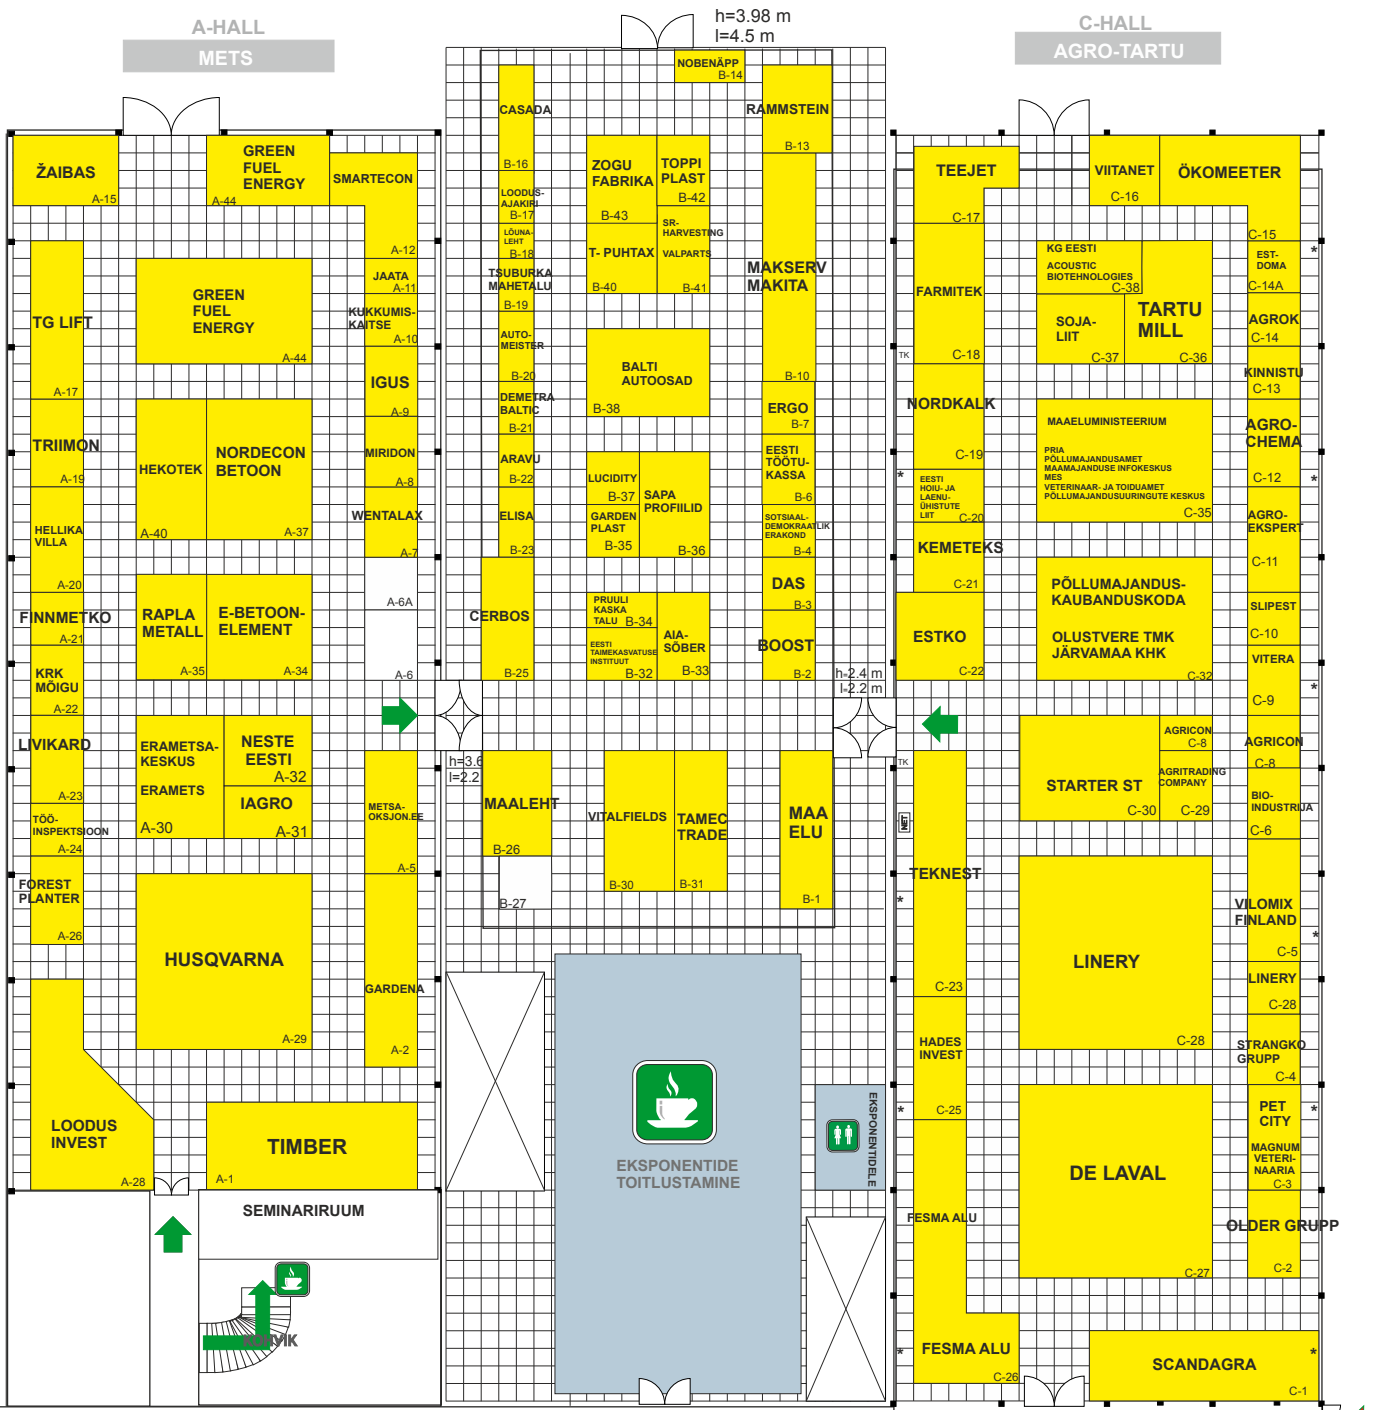 A-HALL
METS
h=3.98 m
l=4.5 m
C-HALL
AGRO-TARTU
ŽAIBAS
A-15
GREEN
FUEL
ENERGY
A-44
SMARTECON
A-12
JAATA
A-11
KUKKUMIS-
KAITSE
A-10
IGUS
A-9
MIRIDON
A-8
WENTALAX
A-7
A-6A
A-6
TG LIFT
A-17
TRIIMON
A-19
HELLIKA
VILLA
A-20
FINNMETKO
A-21
KRK
MÖIGU
A-22
LIVIKARD
A-23
TÖÖ-
INSPEKTSIOON
A-24
FOREST
PLANTER
A-26
LOODUS
INVEST
A-28
GREEN
FUEL
ENERGY
A-44
HEKOTEK
A-40
NORDECON
BETOON
A-37
RAPLA
METALL
A-35
E-BETOON-
ELEMENT
A-34
ERAMETSA-
KESKUS
ERAMETS
A-30
NESTE
EESTI
A-32
IAGRO
A-31
METSA-
OKSJON.EE
A-5
HUSQVARNA
A-29
GARDENA
A-2
TIMBER
A-1
SEMINARIRUUM
KOHVIK
NOBENÄPP
B-14
CASADA
B-16
LOODUS-
AJAKIRI
B-17
LÕUNA-
LEHT
B-18
TSUBURKA
MAHETALU
B-19
AUTO-
MEISTER
B-20
DEMETRA
BALTIC
B-21
ARAVU
B-22
ELISA
B-23
CERBOS
B-25
ZOGU
FABRIKA
B-43
TOPPI
PLAST
B-42
T- PUHTAX
B-40
SR-
HARVESTING
VALPARTS
B-41
BALTI
AUTOOSAD
B-38
LUCIDITY
B-37
GARDEN
PLAST
B-35
SAPA
PROFIILID
B-36
PRUULI
KASKA
TALU
B-34
EESTI
TAIMEKASVATUSE
INSTITUUT
B-32
AIA-
SÕBER
B-33
RAMMSTEIN
B-13
MAKSERV
MAKITA
B-10
ERGO
B-7
EESTI
TÖÖTU-
KASSA
B-6
SOTSIAAL-
DEMOKRAATLIK
ERAKOND
B-4
DAS
B-3
BOOST
B-2
h=2.4 m
l=2.2 m
h=3.6
l=2.2
MAALEHT
B-26
B-27
VITALFIELDS
B-30
TAMEC
TRADE
B-31
MAA
ELU
B-1
EKSPONENTIDE
TOITLUSTAMINE
EKSPONENTIDELE
TEEJET
C-17
FARMITEK
C-18
TK
NORDKALK
C-19
*
EESTI
HOIU- JA
LAENU-
ÜHISTUTE
LIIT
C-20
KEMETEKS
C-21
ESTKO
C-22
TK
NET
TEKNEST
*
C-23
HADES
INVEST
*
C-25
FESMA ALU
*
FESMA ALU
C-26
VIITANET
C-16
ÖKOMEETER
C-15
*
KG EESTI
ACOUSTIC
BIOTEHNOLOGIES
C-38
TARTU
MILL
C-36
SOJA-
LIIT
C-37
MAAELUMINISTEERIUM
PRIA
PÕLLUMAJANDUSAMET
MAAMAJANDUSE INFOKESKUS
MES
VETERINAAR- JA TOIDUAMET
PÕLLUMAJANDUSUURINGUTE KESKUS
C-35
PÕLLUMAJANDUS-
KAUBANDUSKODA
OLUSTVERE TMK
JÄRVAMAA KHK
C-32
STARTER ST
C-30
AGRICON
C-8
AGRITRADING
COMPANY
C-29
LINERY
C-28
DE LAVAL
C-27
EST-
DOMA
C-14A
AGROK
C-14
KINNISTU
C-13
AGRO-
CHEMA
C-12
*
AGRO-
EKSPERT
C-11
SLIPEST
C-10
VITERA
*
C-9
AGRICON
C-8
BIO-
INDUSTRIJA
C-6
VILOMIX
FINLAND
*
C-5
LINERY
C-28
STRANGKO
GRUPP
C-4
PET
CITY
*
MAGNUM
VETERI-
NAARIA
C-3
OLDER GRUPP
C-2
SCANDAGRA
*
C-1